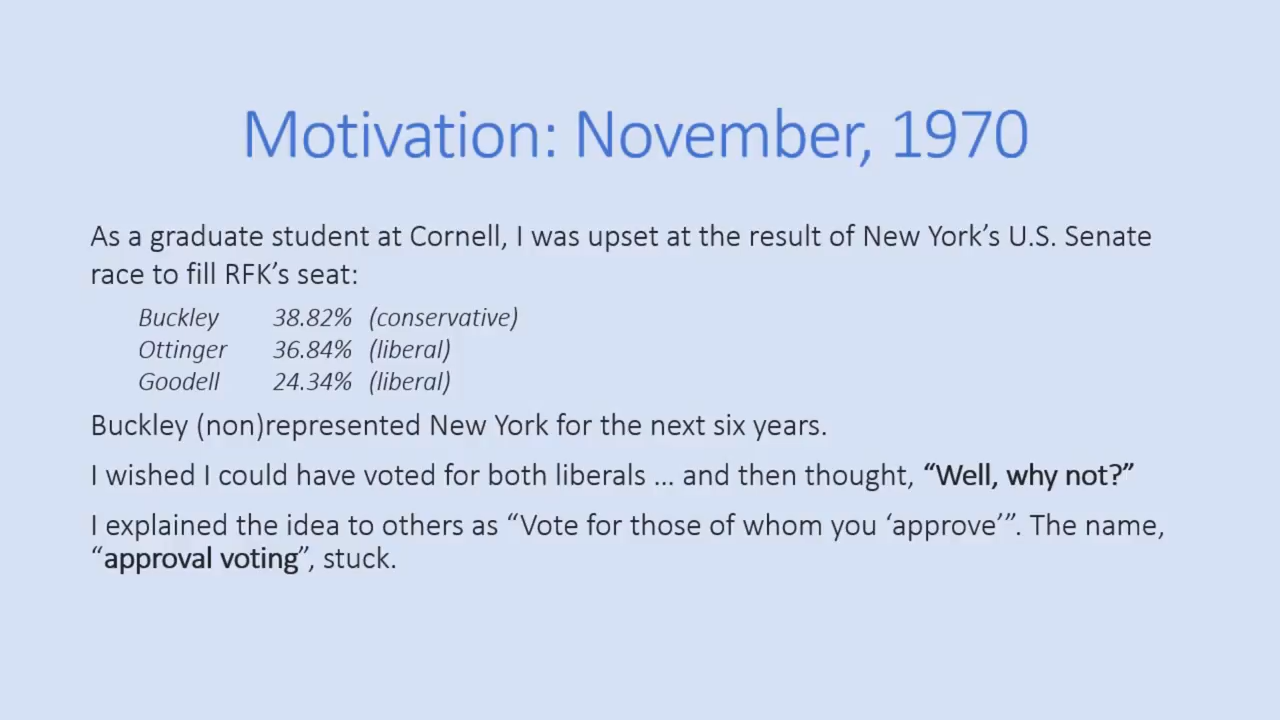 Motivation: November, 1970
As a graduate student at Cornell, I was upset at the result of New York’s U.S. Senate
race to fill RFK’s seat:
Buckley 38.82% (conservative)
Ottinger 36.84% (liberal)
Goodell 24.34% (liberal)
Buckley (non)represented New York for the next six years.
I wished I could have voted for both liberals ... and then thought, “Well, why not?”
I explained the idea to others as “Vote for those of whom you ‘approve’”. The name,
“approval voting”, stuck.